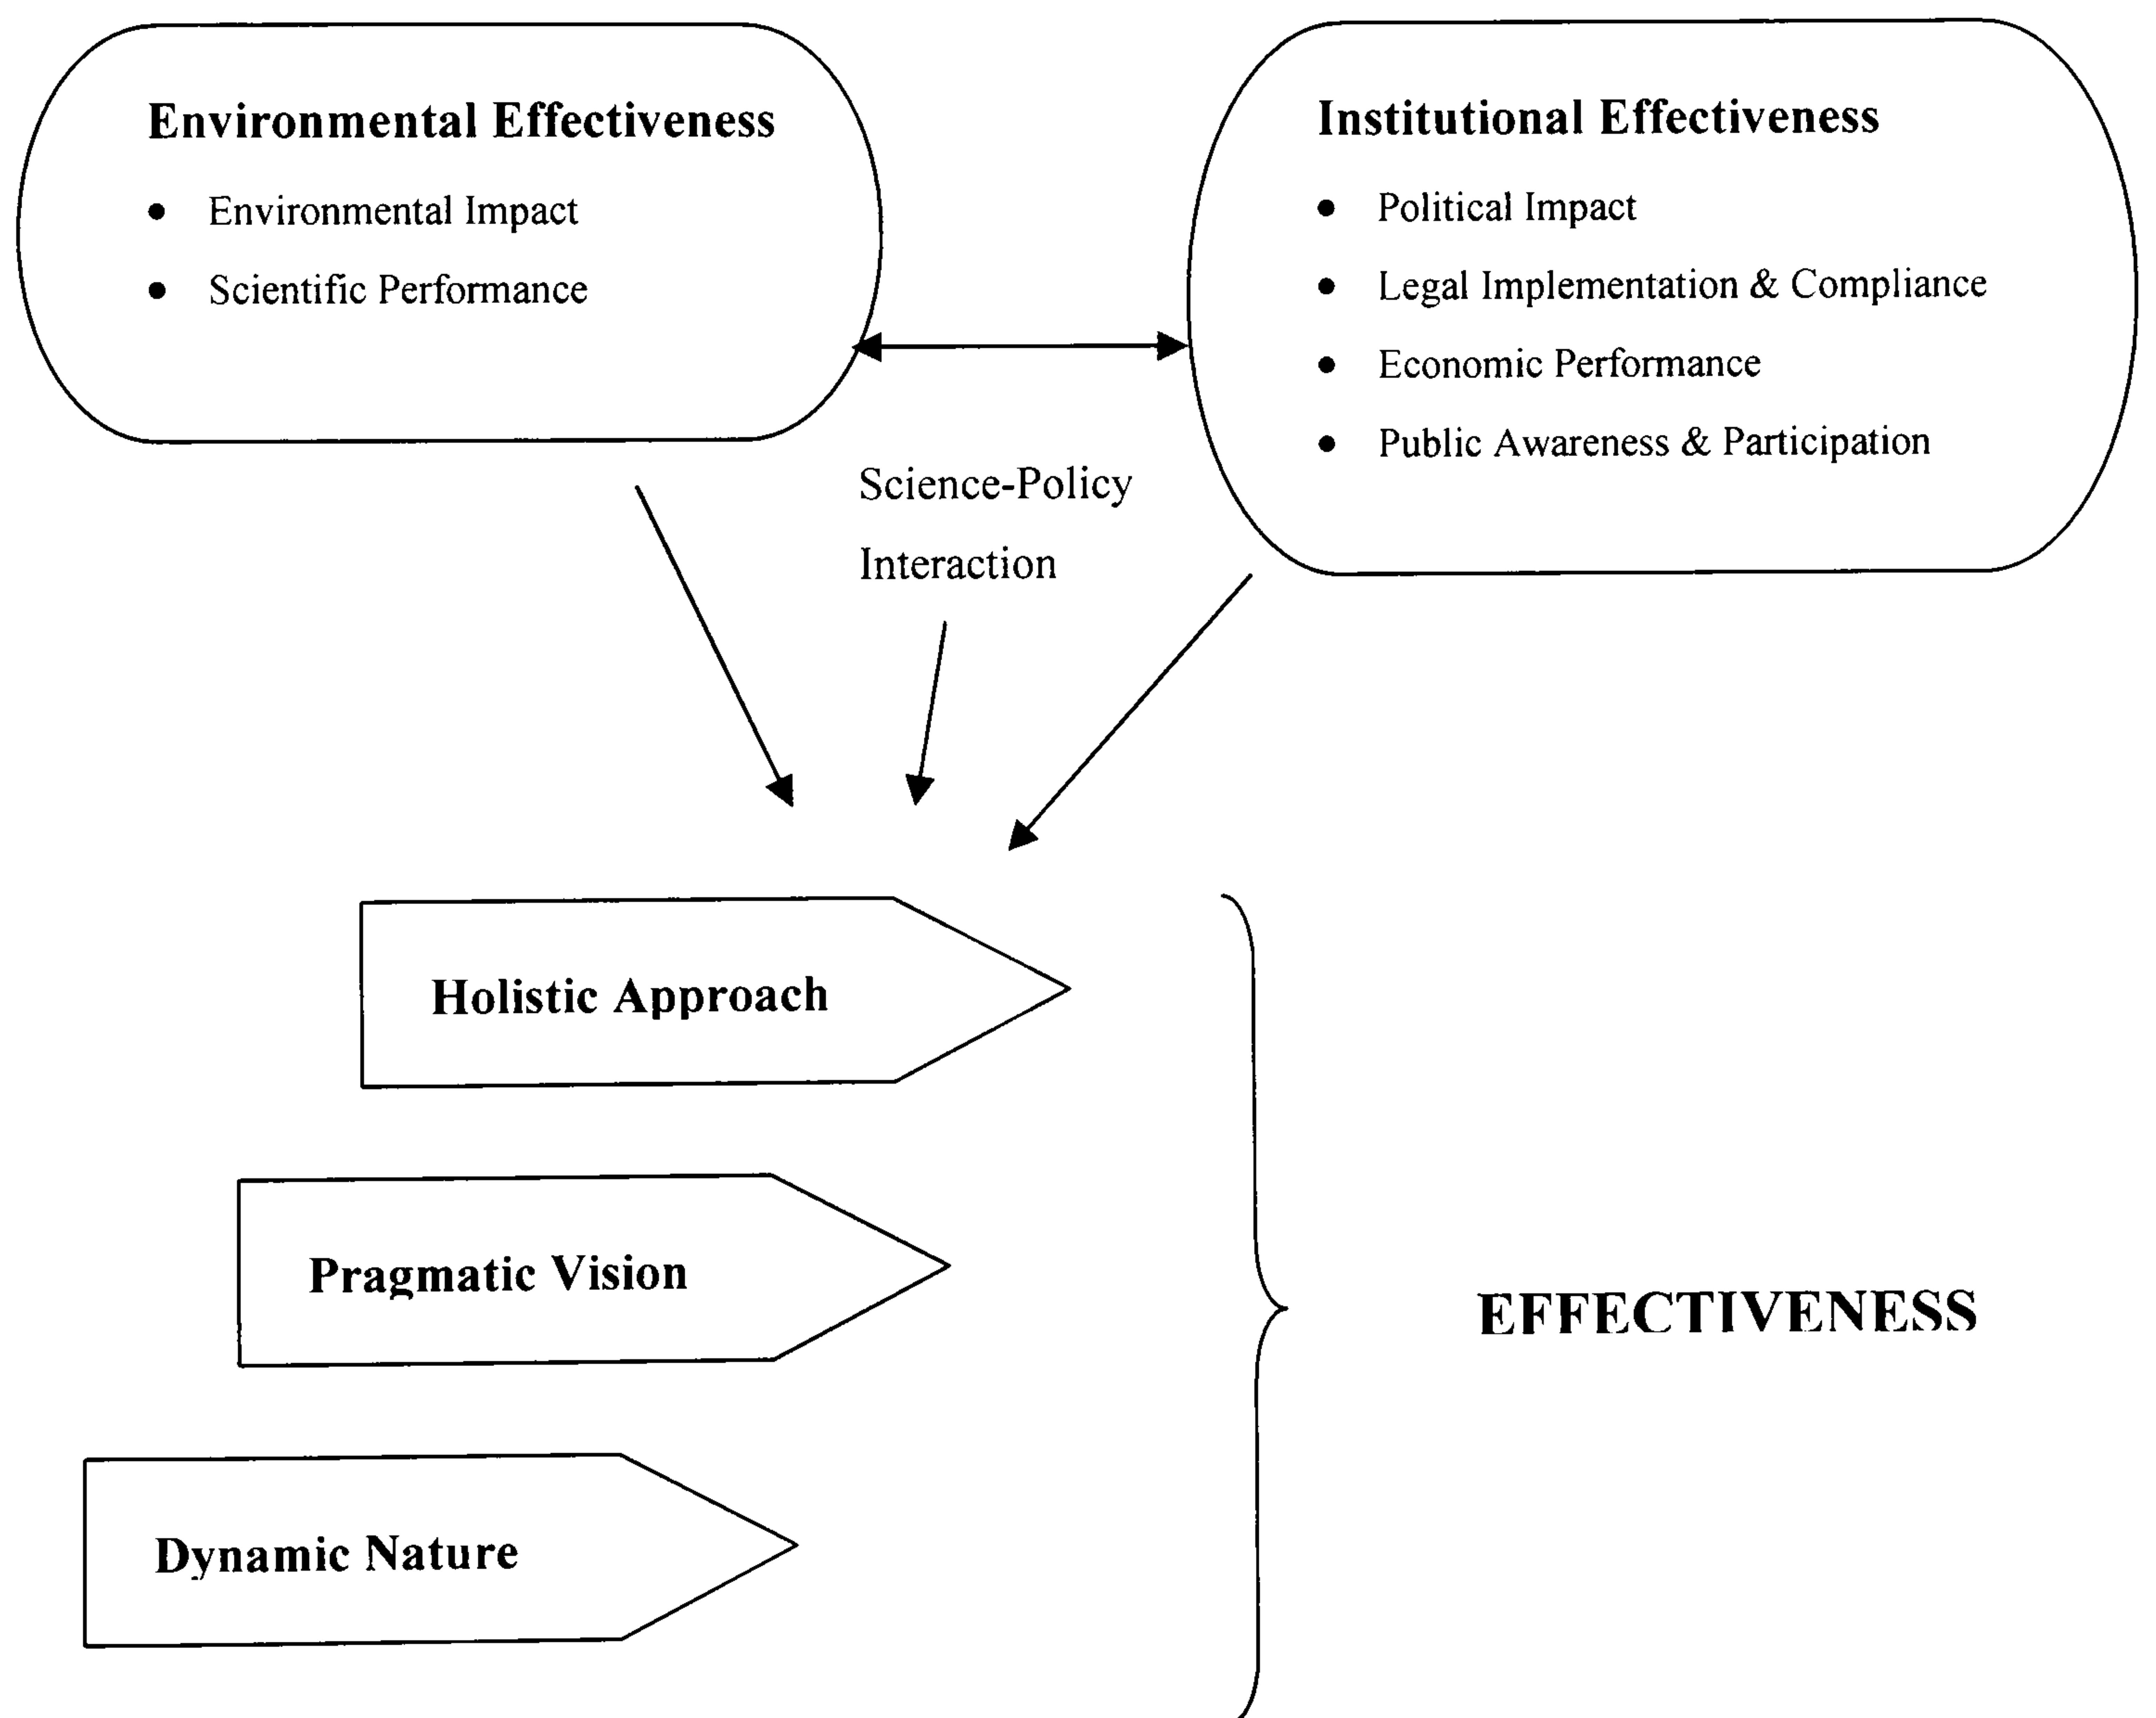 Environmental Effectiveness
• Environmental Impact
• Scientific Performance
Institutional Effectiveness
• Political Impact
• Legal Implementation & Compliance
• Economic Performance
• Public Awareness & Participation
Science-Policy
Interaction
Holistic Approach
Pragmatic Vision
Dynamic Nature
EFFECTIVENESS